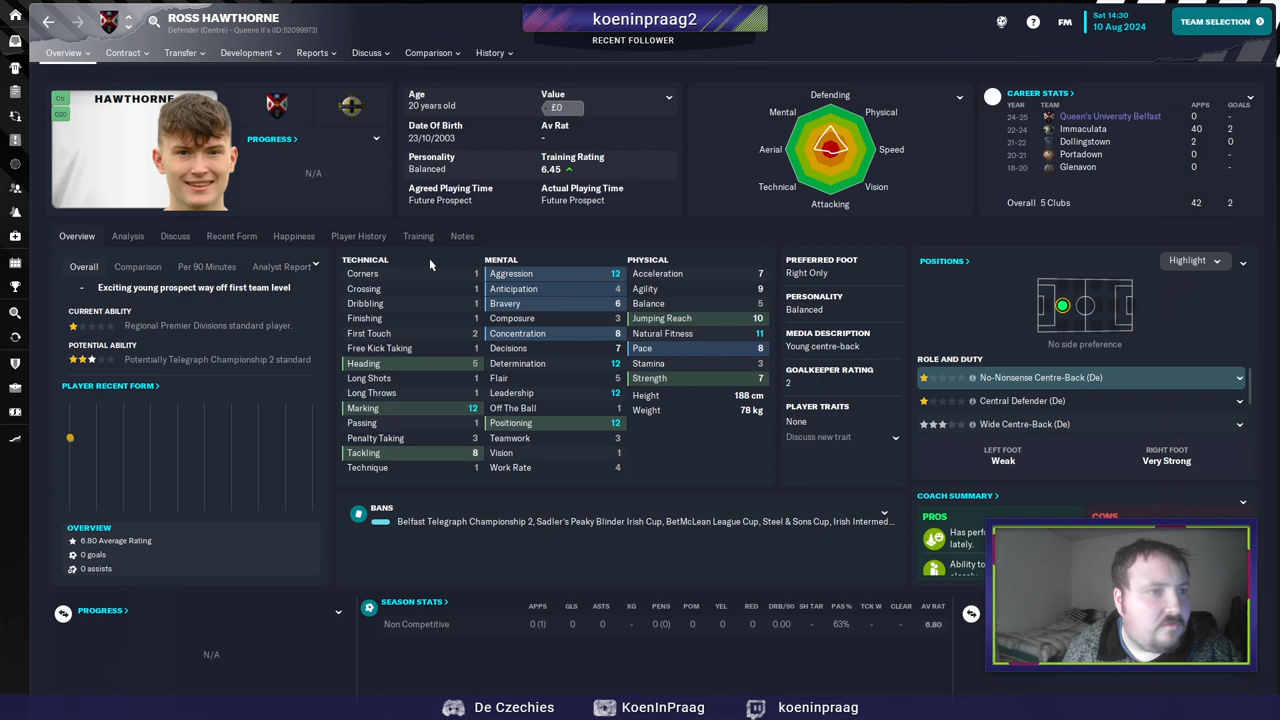 ROSS HAWTHORNE
Defender (Centre) - Queens II's (ID:52099973)
koeninpraag2
RECENT FOLLOWER
FM
Sat 14:30
10 Aug 2024
TEAM SELECTION
Overview
Contract
Transfer
Development
Reports
Discuss
Comparison
History
Ctr
O20
HAWTHORNE
PROGRESS
N/A
Age
20 years old
Value
£0
Date Of Birth
23/10/2003
Av Rat
-
Personality
Balanced
Training Rating
6.45
Agreed Playing Time
Future Prospect
Actual Playing Time
Future Prospect
Defending
Mental
Physical
Aerial
Speed
Technical
Vision
Attacking
CAREER STATS
YEAR TEAM APPS GOALS
24-25 Queen's University Belfast 0 -
22-24 Immaculata 40 2
21-22 Dollingstown 2 0
20-21 Portadown 0 -
18-20 Glenavon 0 -
Overall 5 Clubs 42 2
Overview
Analysis
Discuss
Recent Form
Happiness
Player History
Training
Notes
Overall
Comparison
Per 90 Minutes
Analyst Report
- Exciting young prospect way off first team level
CURRENT ABILITY
Regional Premier Divisions standard player.
POTENTIAL ABILITY
Potentially Telegraph Championship 2 standard
PLAYER RECENT FORM
OVERVIEW
6.80 Average Rating
0 goals
0 assists
TECHNICAL
Corners 1
Crossing 1
Dribbling 1
Finishing 1
First Touch 2
Free Kick Taking 1
Heading 5
Long Shots 1
Long Throws 1
Marking 12
Passing 1
Penalty Taking 3
Tackling 8
Technique 1
MENTAL
Aggression 12
Anticipation 4
Bravery 6
Composure 3
Concentration 8
Decisions 7
Determination 12
Flair 5
Leadership 12
Off The Ball 1
Positioning 12
Teamwork 3
Vision 1
Work Rate 4
PHYSICAL
Acceleration 7
Agility 9
Balance 5
Jumping Reach 10
Natural Fitness 11
Pace 8
Stamina 3
Strength 7
Height 188 cm
Weight 78 kg
PREFERRED FOOT
Right Only
PERSONALITY
Balanced
MEDIA DESCRIPTION
Young centre-back
GOALKEEPER RATING
2
PLAYER TRAITS
None
Discuss new trait
POSITIONS
Highlight
No side preference
ROLE AND DUTY
No-Nonsense Centre-Back (De)
Central Defender (De)
Wide Centre-Back (De)
LEFT FOOT
Weak
RIGHT FOOT
Very Strong
BANS
Belfast Telegraph Championship 2, Sadler's Peaky Blinder Irish Cup, BetMcLean League Cup, Steel & Sons Cup, Irish Intermed...
COACH SUMMARY
PROS
CONS
Has perf
lately.
Ability to
PROGRESS
N/A
SEASON STATS
APPS GLS ASTS XG PENS POM YEL RED DRB/90 SH TAR PAS % TCK W CLEAR AV RAT
Non Competitive 0 (1) 0 0 - 0 (0) 0 0 0 0.00 - 63% - - 6.80
De Czechies
KoenInPraag
koeninpraag